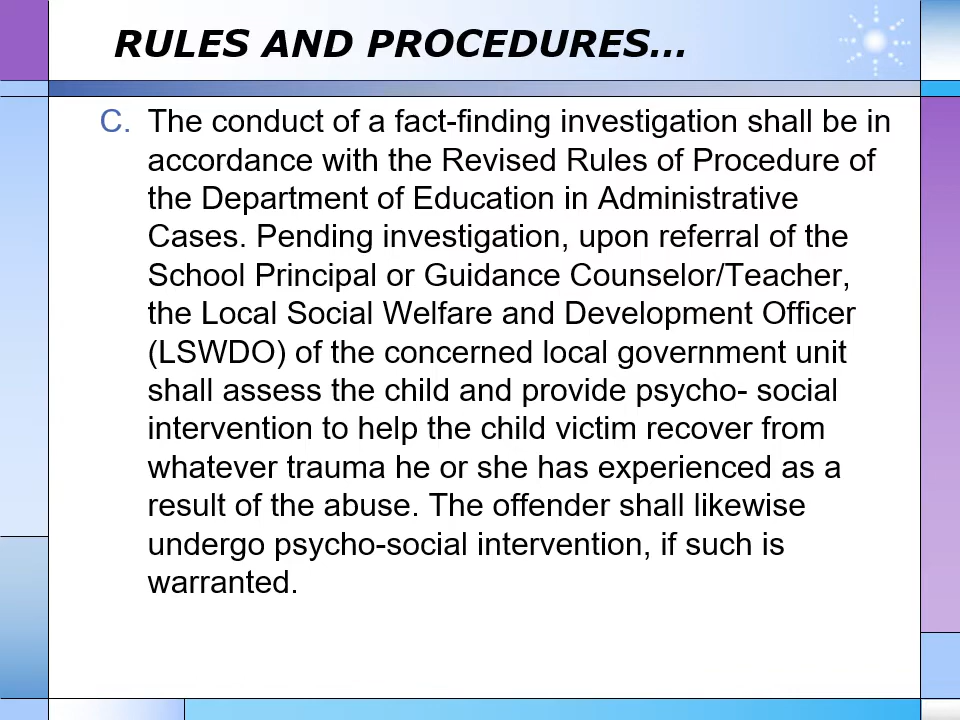 RULES AND PROCEDURES...
C. The conduct of a fact-finding investigation shall be in
accordance with the Revised Rules of Procedure of
the Department of Education in Administrative
Cases. Pending investigation, upon referral of the
School Principal or Guidance Counselor/Teacher,
the Local Social Welfare and Development Officer
(LSWDO) of the concerned local government unit
shall assess the child and provide psycho- social
intervention to help the child victim recover from
whatever trauma he or she has experienced as a
result of the abuse. The offender shall likewise
undergo psycho-social intervention, if such is
warranted.